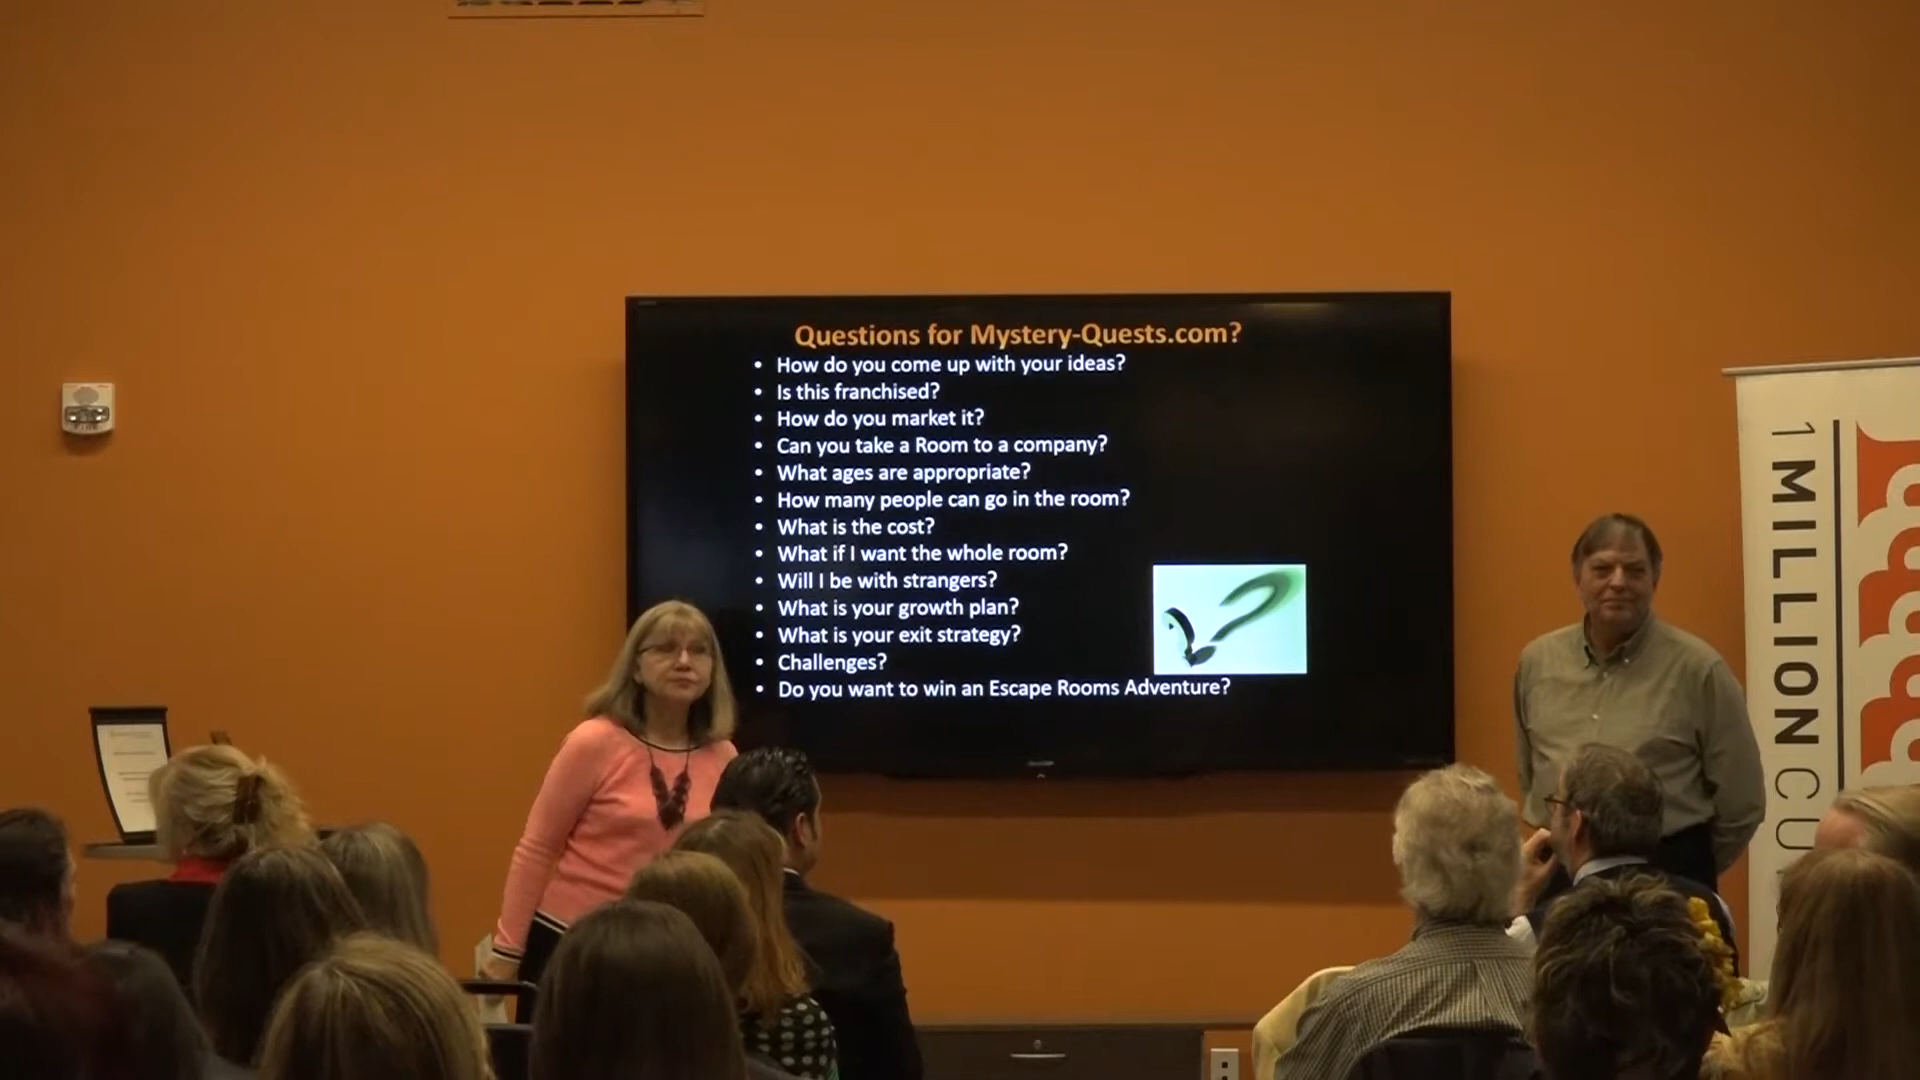 Questions for Mystery-Quests.com?
• How do you come up with your ideas?
• Is this franchised?
• How do you market it?
• Can you take a Room to a company?
• What ages are appropriate?
• How many people can go in the room?
• What is the cost?
• What if I want the whole room?
• Will I be with strangers?
• What is your growth plan?
• What is your exit strategy?
• Challenges?
• Do you want to win an Escape Rooms Adventure?
1 MILLION CU